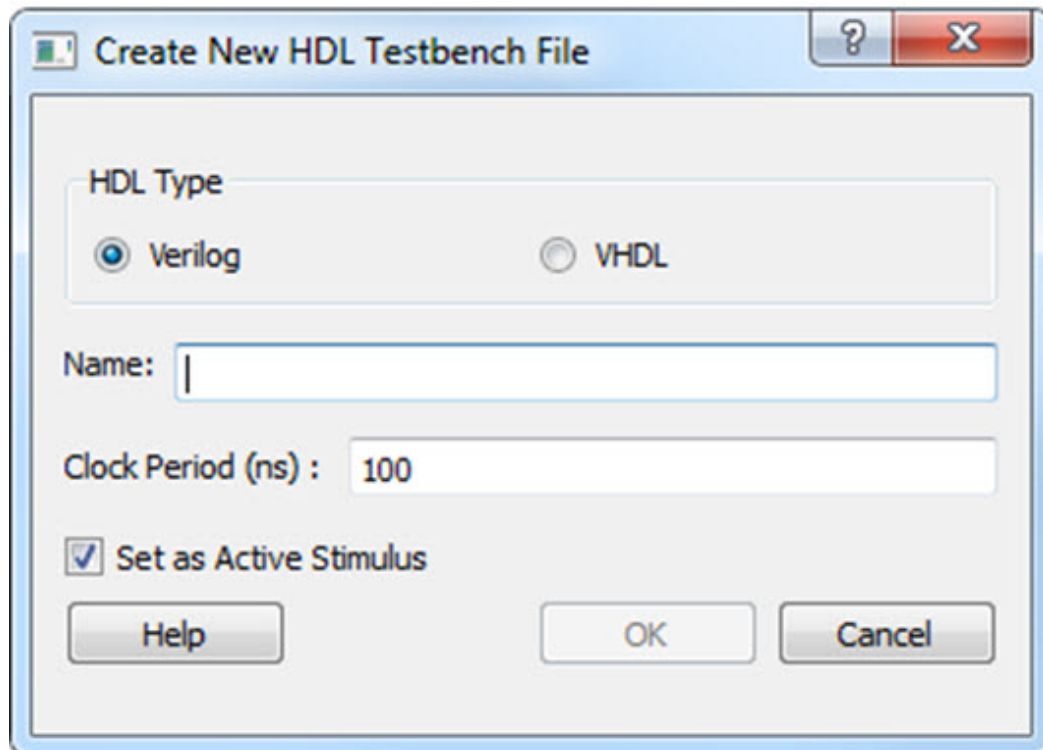 Create New HDL Testbench File
?
HDL Type
Verilog VHDL
Name:
Clock Period (ns) : 100
Set as Active Stimulus
Help OK Cancel